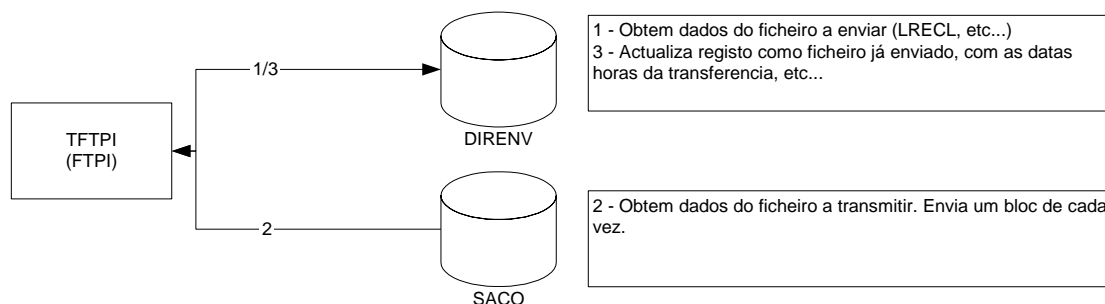 1 - Obtem dados do ficheiro a enviar (LRECL, etc...)
3 - Actualiza registo como ficheiro já enviado, com as datas
horas da transferencia, etc...
1/3
TFTPI
(FTPI)
DIRENV
2 - Obtem dados do ficheiro a transmitir. Envia um bloc de cada
vez.
2
SACO